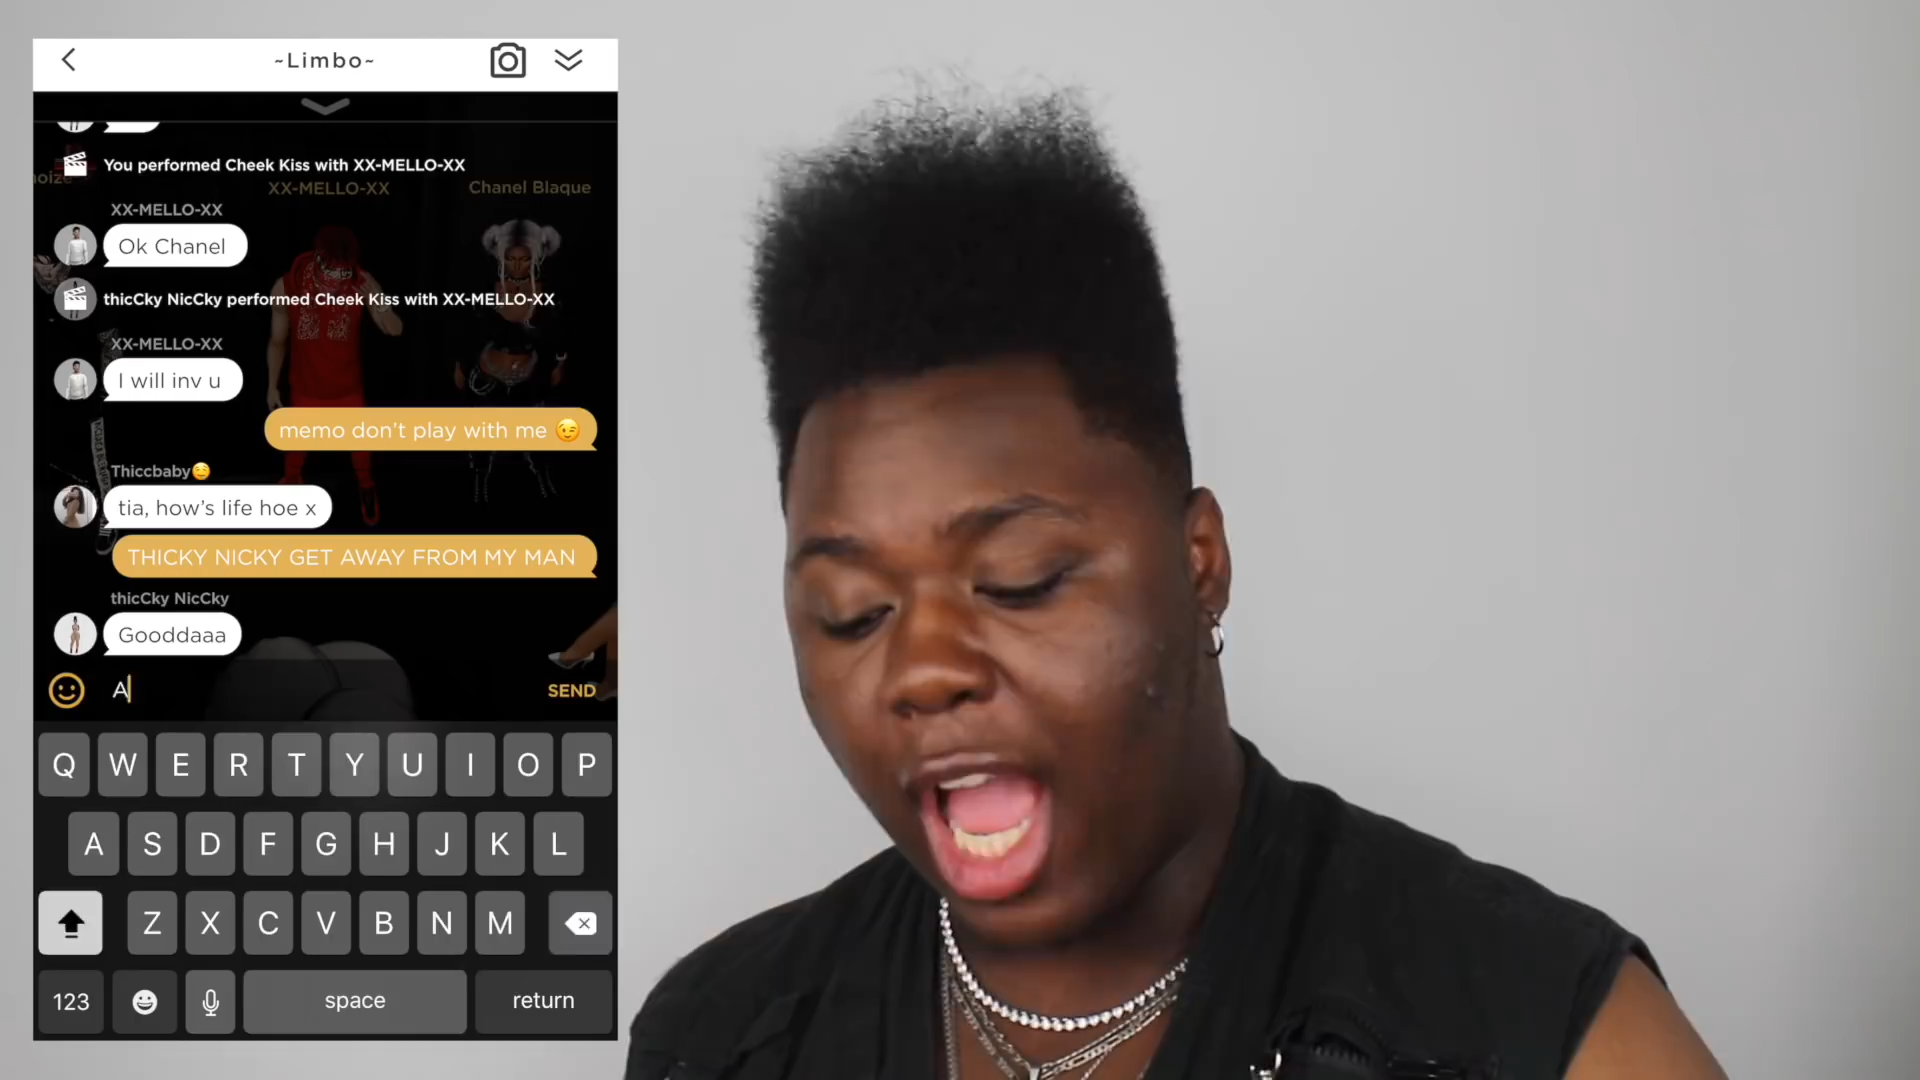 ~Limbo~
You performed Cheek Kiss with XX-MELLO-XX
XX-MELLO-XX
Chanel Blaque
XX-MELLO-XX
Ok Chanel
thicCky NicCky performed Cheek Kiss with XX-MELLO-XX
XX-MELLO-XX
I will inv u
memo don't play with me 😉
Thiccbaby☺️
tia, how's life hoe x
THICKY NICKY GET AWAY FROM MY MAN
thicCky NicCky
Gooddaaa
A
SEND
Q W E R T Y U I O P
A S D F G H J K L
Z X C V B N M
123
space
return